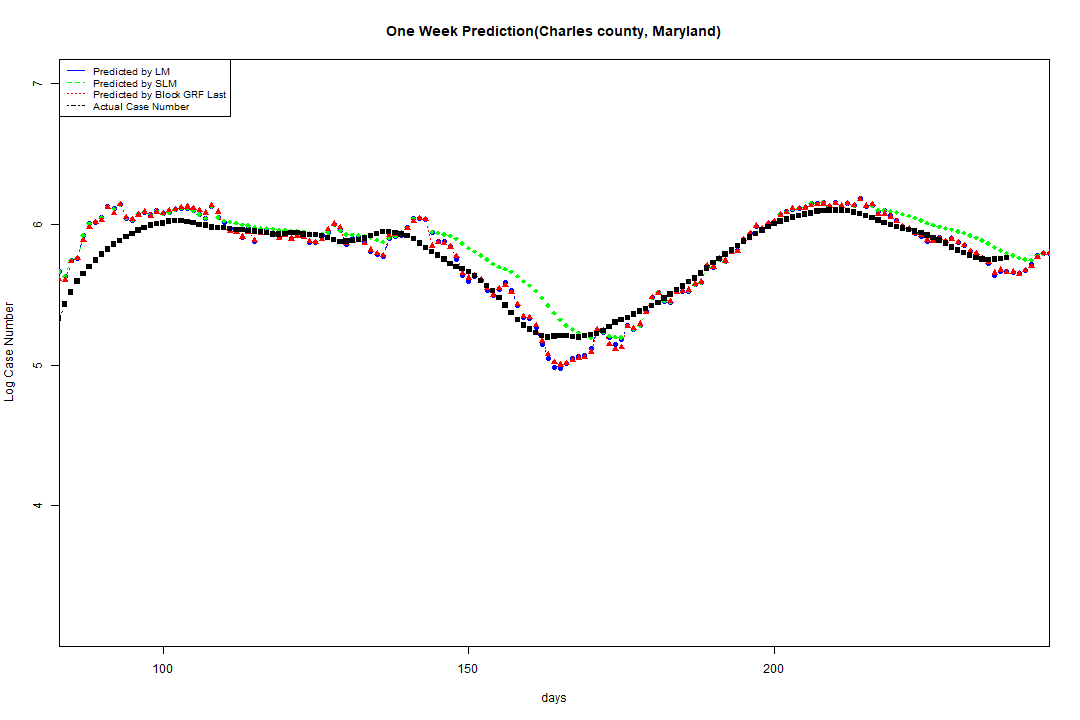 One Week Prediction(Charles county, Maryland)
Predicted by LM
Predicted by SLM
Predicted by Block GRF Last
Actual Case Number
7
6
5
4
Log Case Number
100 150 200
days